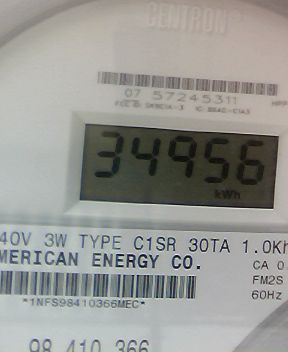 CENTRON
07 57245311
34956
kWh
40V 3W TYPE C1SR 30TA 1.0Kh
MERICAN ENERGY CO.
CA 0.
FM2S
60Hz
*1NFS98410366MEC*
98 410 366